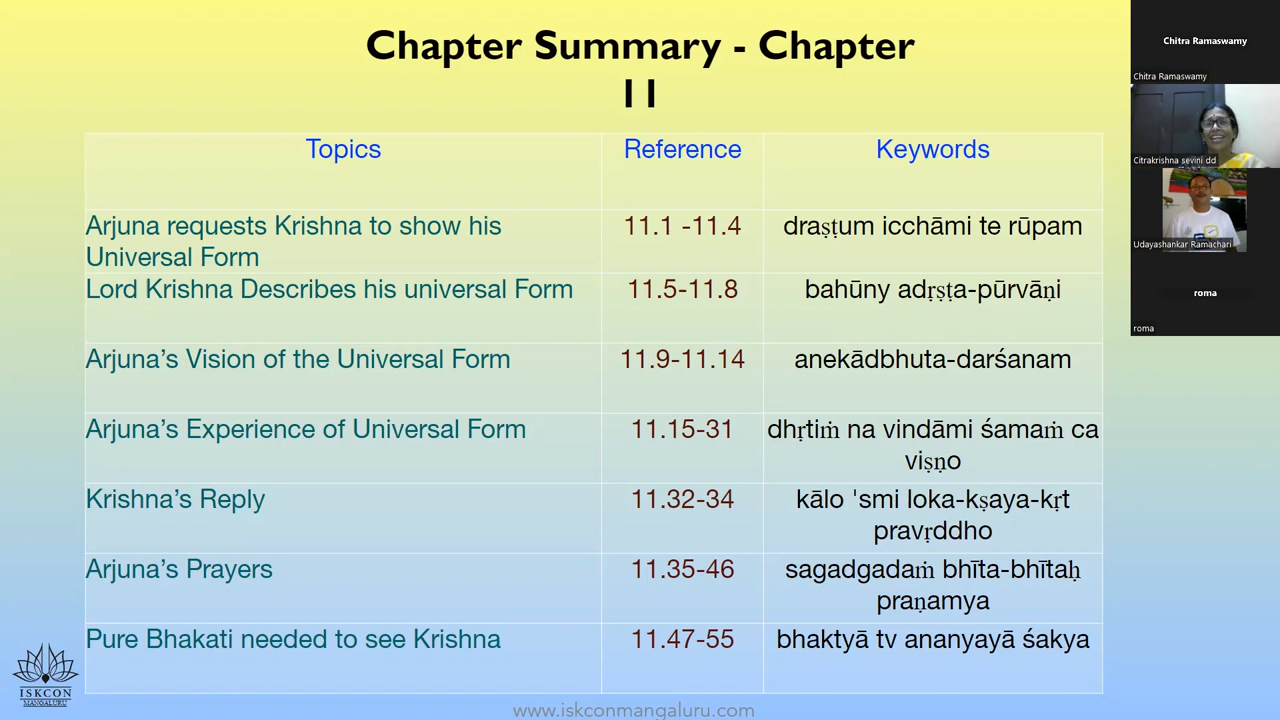 Chapter Summary - Chapter
11
Topics
Reference
Keywords
Arjuna requests Krishna to show his
Universal Form
11.1 -11.4
draṣṭum icchāmi te rūpam
Lord Krishna Describes his universal Form
11.5-11.8
bahūny adṛṣṭa-pūrvāṇi
Arjuna’s Vision of the Universal Form
11.9-11.14
anekādbhuta-darśanam
Arjuna’s Experience of Universal Form
11.15-31
dhṛtiṁ na vindāmi śamaṁ ca
viṣṇo
Krishna’s Reply
11.32-34
kālo 'smi loka-kṣaya-kṛt
pravṛddho
Arjuna’s Prayers
11.35-46
sagadgadaṁ bhīta-bhītaḥ
praṇamya
Pure Bhakati needed to see Krishna
11.47-55
bhaktyā tv ananyayā śakya
ISKCON
MANGALURU
www.iskconmangaluru.com
Chitra Ramaswamy
Chitra Ramaswamy
Citrakrishna sevini dd
Udayashankar Ramachari
roma
roma